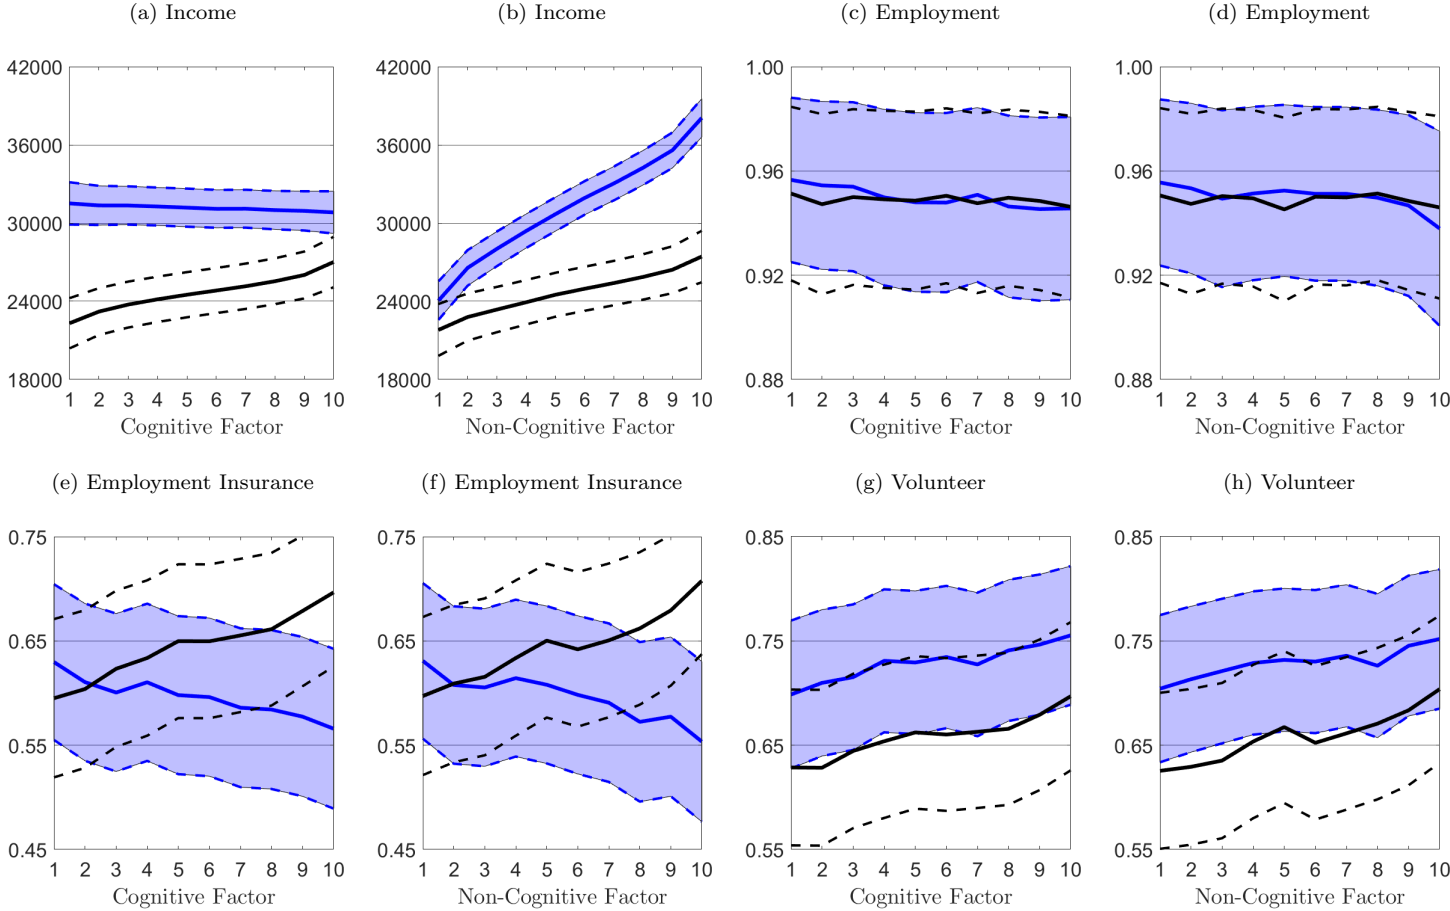 (a) Income
(b) Income
(c) Employment
(d) Employment
42000
36000
30000
24000
18000
1 2 3 4 5 6 7 8 9 10
Cognitive Factor
42000
36000
30000
24000
18000
1 2 3 4 5 6 7 8 9 10
Non-Cognitive Factor
1.00
0.96
0.92
0.88
1 2 3 4 5 6 7 8 9 10
Cognitive Factor
1.00
0.96
0.92
0.88
1 2 3 4 5 6 7 8 9 10
Non-Cognitive Factor
(e) Employment Insurance
(f) Employment Insurance
(g) Volunteer
(h) Volunteer
0.75
0.65
0.55
0.45
1 2 3 4 5 6 7 8 9 10
Cognitive Factor
0.75
0.65
0.55
0.45
1 2 3 4 5 6 7 8 9 10
Non-Cognitive Factor
0.85
0.75
0.65
0.55
1 2 3 4 5 6 7 8 9 10
Cognitive Factor
0.85
0.75
0.65
0.55
1 2 3 4 5 6 7 8 9 10
Non-Cognitive Factor